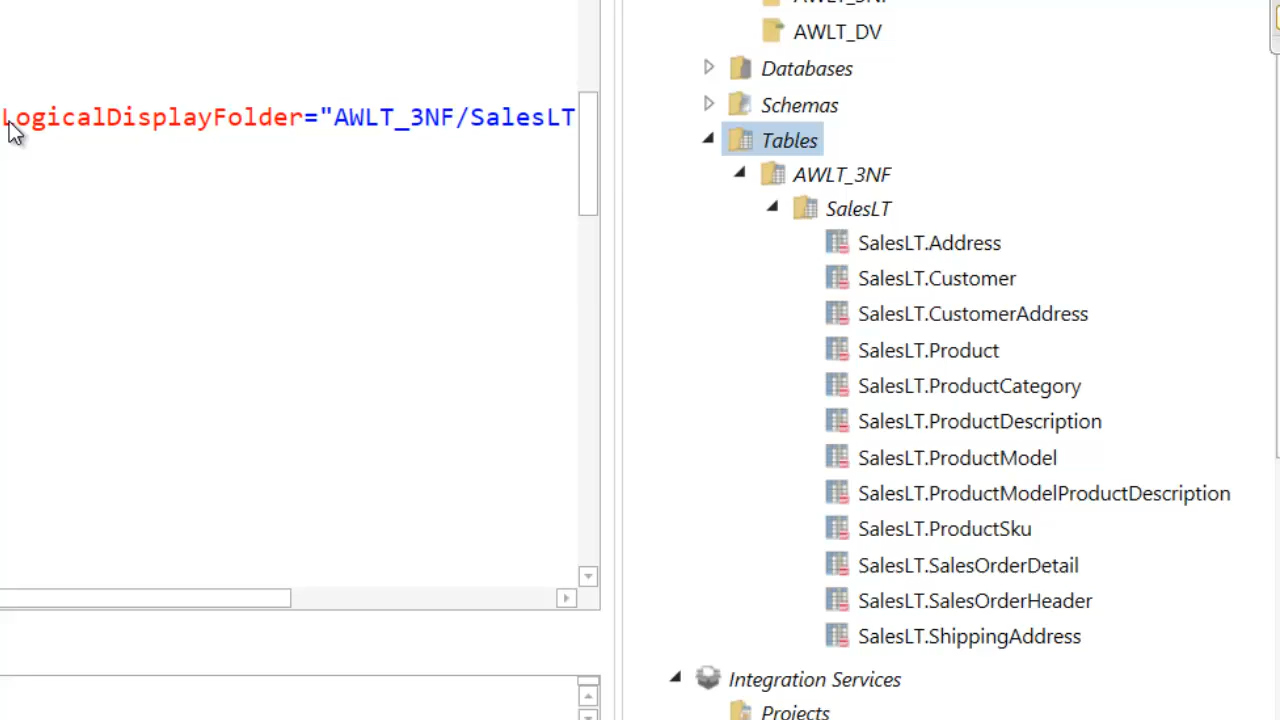 LogicalDisplayFolder="AWLT_3NF/SalesLT
AWLT_3NF
AWLT_DV
Databases
Schemas
Tables
AWLT_3NF
SalesLT
SalesLT.Address
SalesLT.Customer
SalesLT.CustomerAddress
SalesLT.Product
SalesLT.ProductCategory
SalesLT.ProductDescription
SalesLT.ProductModel
SalesLT.ProductModelProductDescription
SalesLT.ProductSku
SalesLT.SalesOrderDetail
SalesLT.SalesOrderHeader
SalesLT.ShippingAddress
Integration Services
Projects